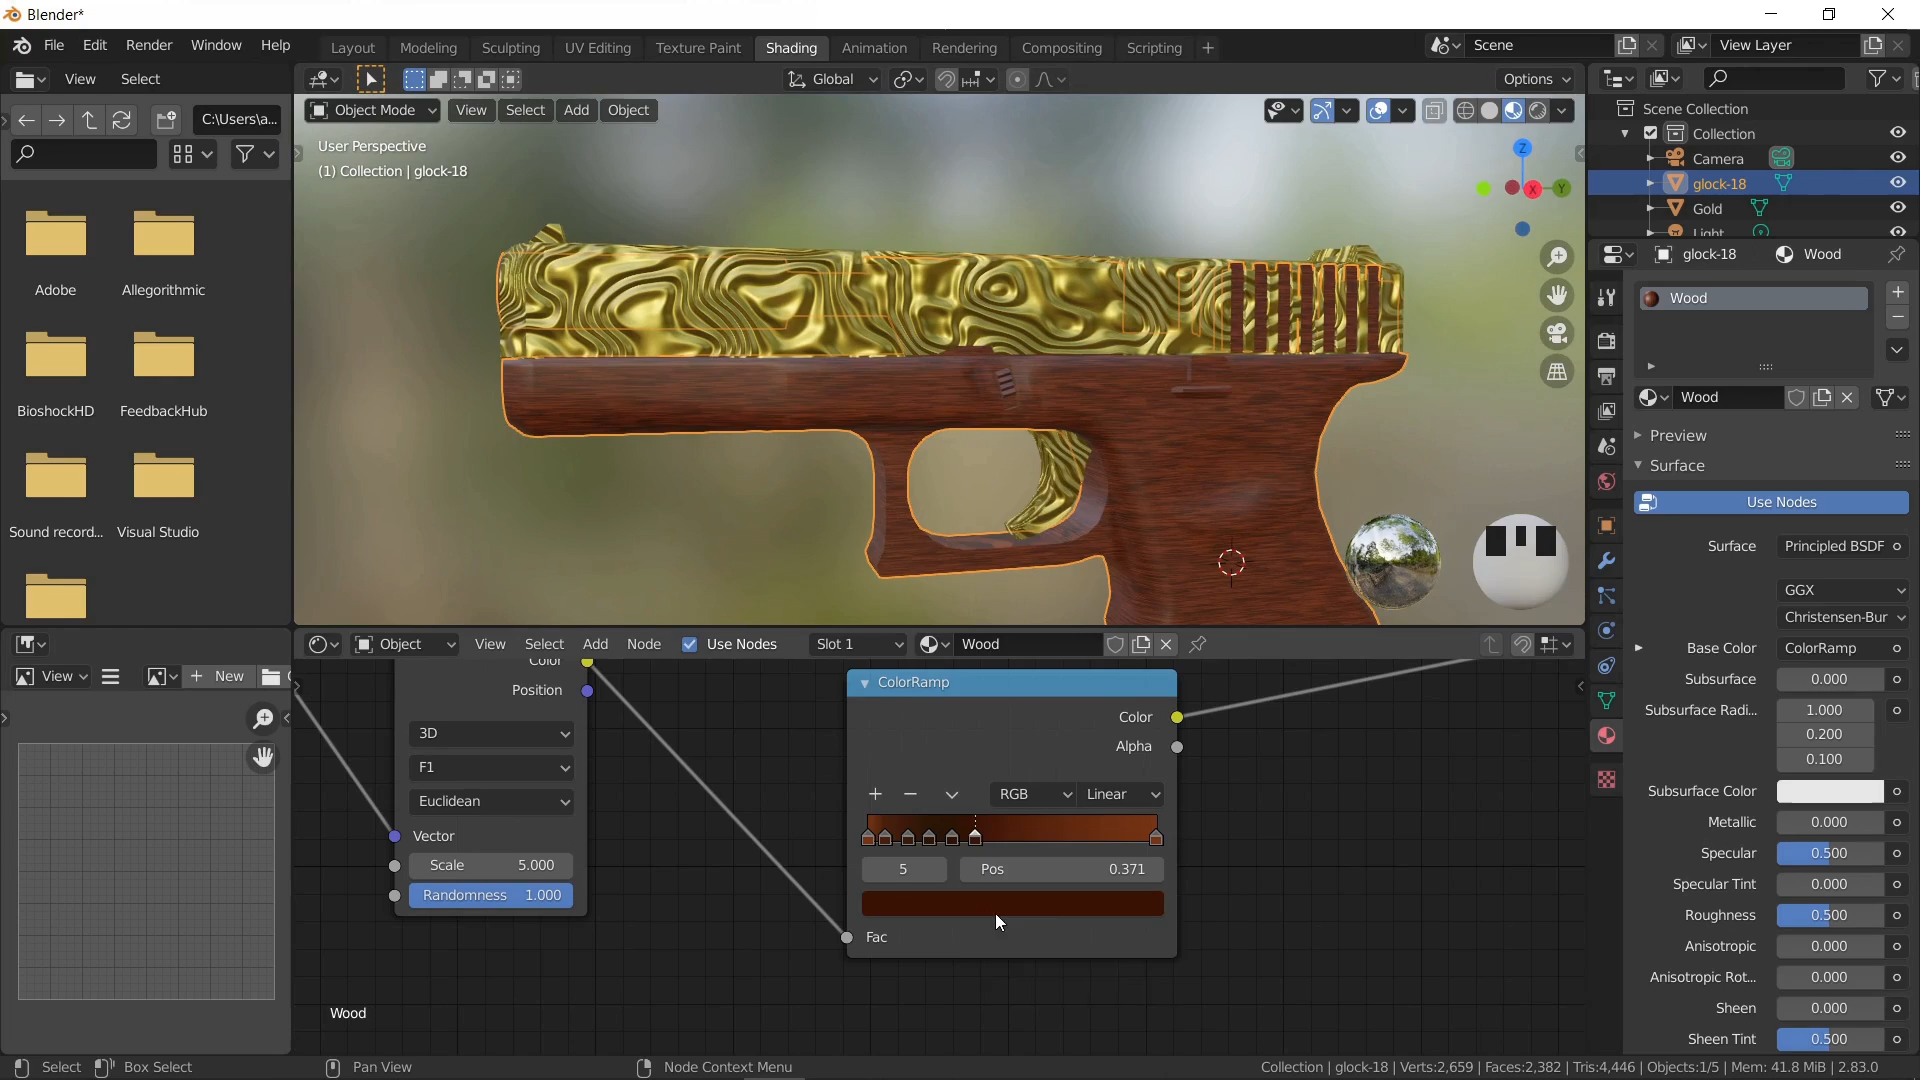 Blender*
File Edit Render Window Help
Layout Modeling Sculpting UV Editing Texture Paint Shading Animation Rendering Compositing Scripting +
Scene
View Layer
View Select
Global
Options
C:\Users\a...
Object Mode View Select Add Object
User Perspective
(1) Collection | glock-18
Z
X
Y
Adobe
Allegorithmic
BioshockHD
FeedbackHub
Sound record...
Visual Studio
Scene Collection
Collection
Camera
glock-18
Gold
Light
glock-18 Wood
Wood
Wood
Preview
Surface
Use Nodes
Surface Principled BSDF
GGX
Christensen-Bur
Base Color ColorRamp
Subsurface 0.000
Subsurface Radi... 1.000
0.200
0.100
Subsurface Color
Metallic 0.000
Specular 0.500
Specular Tint 0.000
Roughness 0.500
Anisotropic 0.000
Anisotropic Rot... 0.000
Sheen 0.000
Sheen Tint 0.500
View New
Object View Select Add Node Use Nodes Slot 1 Wood
Color
Position
3D
F1
Euclidean
Vector
Scale 5.000
Randomness 1.000
ColorRamp
Color
Alpha
RGB Linear
5 Pos 0.371
Fac
Wood
Select Box Select Pan View Node Context Menu
Collection | glock-18 | Verts:2,659 | Faces:2,382 | Tris:4,446 | Objects:1/5 | Mem: 41.8 MiB | 2.83.0